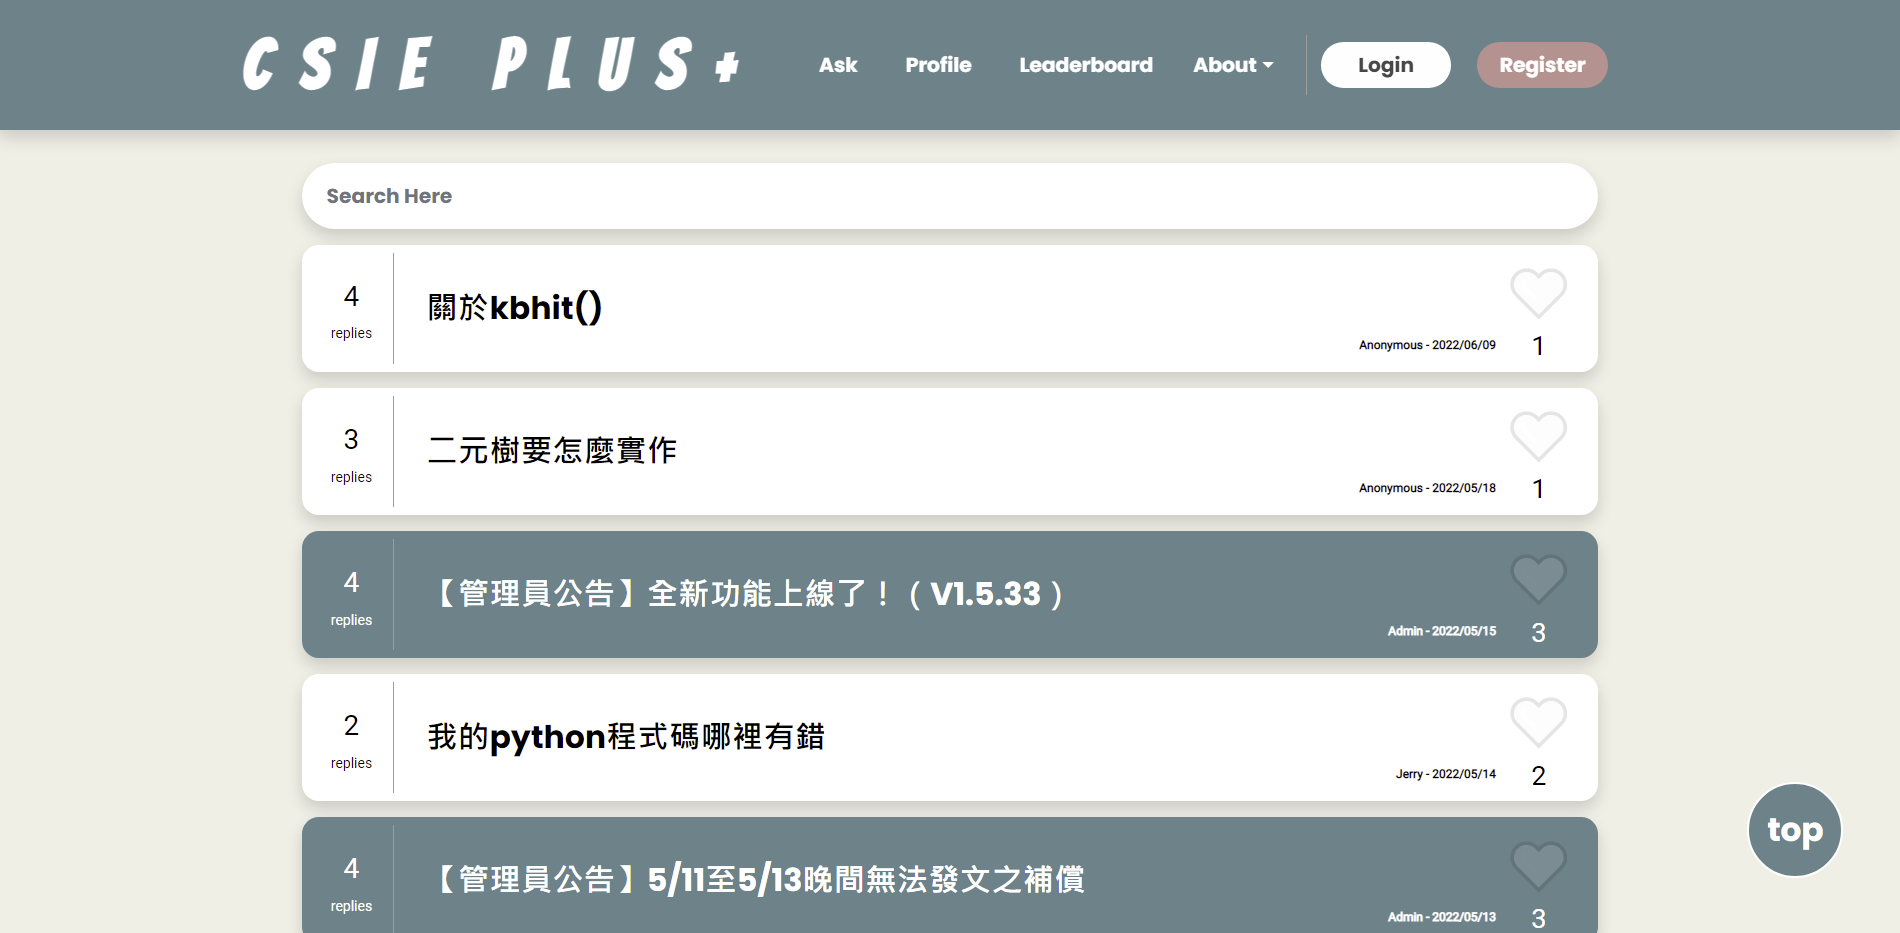 CSIE PLUS+
Ask Profile Leaderboard About Login Register
Search Here
4
replies
關於kbhit()
Anonymous - 2022/06/09
1
3
replies
二元樹要怎麼實作
Anonymous - 2022/05/18
1
4
replies
【管理員公告】全新功能上線了！（V1.5.33）
Admin - 2022/05/15
3
2
replies
我的python程式碼哪裡有錯
Jerry - 2022/05/14
2
4
replies
【管理員公告】5/11至5/13晚間無法發文之補償
Admin - 2022/05/13
3
top